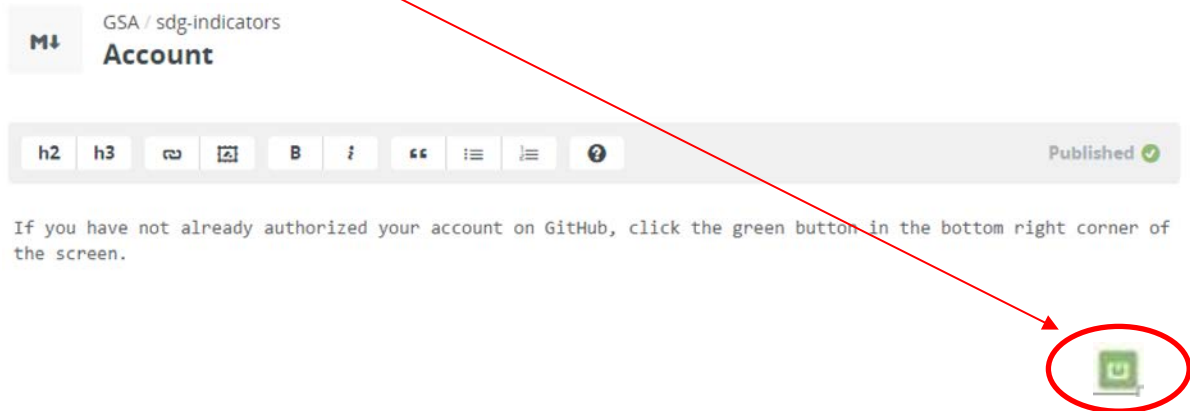 GSA / sdg-indicators
M↓
Account
h2 h3 B i “ ? Published
If you have not already authorized your account on GitHub, click the green button in the bottom right corner of
the screen.